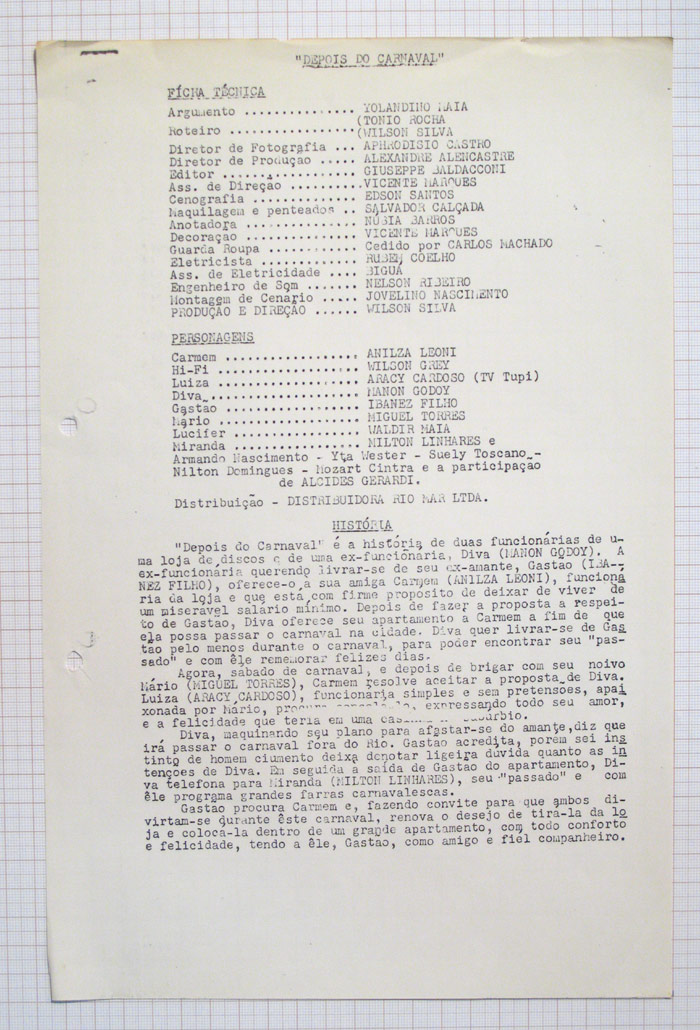 "DEPOIS DO CARNAVAL"
FÍCHA TÉCNICA
Argumento ............... YOLANDINO MAIA
(TONIO ROCHA
Roteiro .................(WILSON SILVA
Diretor de Fotografia ... APHRODISIO CASTRO
Diretor de Produção ..... ALEXANDRE ALENCASTRE
Editor .................. GIUSEPPE BALDACCONI
Ass. de Direção ..........VICENTE MARQUES
Cenografia .............. EDSON SANTOS
Maquilagem e penteados .. SALVADOR CALÇADA
Anotadora ............... NÚBIA BARROS
Decoração ............... VICENTE MARQUES
Guarda Roupa ............ Cedido por CARLOS MACHADO
Eletricista ............. RUBEM COELHO
Ass. de Eletricidade .... BIGUÁ
Engenheiro de Som ....... NELSON RIBEIRO
Montagem de Cenario ..... JOVELINO NASCIMENTO
PRODUÇÃO E DIREÇÃO ...... WILSON SILVA
PERSONAGENS
Carmem .................. ANILZA LEONI
Hi-Fi ................... WILSON GREY
Luiza ................... ARACY CARDOSO (TV Tupi)
Diva .................... MANON GODOY
Gastão .................. IBANEZ FILHO
Mario ................... MIGUEL TORRES
Lucifer ................. WALDIR MAIA
Miranda ................. MILTON LINHARES e
Armando Nascimento - Yta Wester - Suely Toscano -
Nilton Domingues - Mozart Cintra e a participação
de ALCIDES GERARDI.
Distribuição - DISTRIBUIDORA RIO MAR LTDA.
HISTÓRIA
"Depois do Carnaval" é a história de duas funcionárias de u-
ma loja de discos e de uma ex-funcionária, Diva (MANON GODOY). A
ex-funcionária querendo livrar-se de seu ex-amante, Gastão (IBA-
NEZ FILHO), oferece-o a sua amiga Carmem (ANILZA LEONI), funciona
ria da loja e que está com firme proposito de deixar de viver de
um miserável salario mínimo. Depois de fazer a proposta a respei-
to de Gastão, Diva oferece seu apartamento a Carmem a fim de que
ela possa passar o carnaval na cidade. Diva quer livrar-se de Gas
tão pelo menos durante o carnaval, para poder encontrar seu "pas-
sado" e com êle rememorar felizes dias.
Agora, sábado de carnaval, e depois de brigar com seu noivo
Mário (MIGUEL TORRES), Carmem resolve aceitar a proposta de Diva.
Luiza (ARACY CARDOSO), funcionaria simples e sem pretensões, apai
xonada por Mário, expressando todo seu amor,
e a felicidade que teria em uma subúrbio.
Diva, maquinando seu plano para afastar-se do amante,diz que
irá passar o carnaval fora do Rio. Gastão acredita, porem sei ins
tinto de homem ciumento deixa denotar ligeira dúvida quanto as in
tenções de Diva. Em seguida a saída de Gastão do apartamento, Di-
va telefona para Miranda (MILTON LINHARES), seu "passado" e com
êle programa grandes farras carnavalescas.
Gastão procura Carmem e, fazendo convite para que ambos di-
virtam-se durante êste carnaval, renova o desejo de tira-la da lo
ja e coloca-la dentro de um grande apartamento, com todo conforto
e felicidade, tendo a êle, Gastão, como amigo e fiel companheiro.